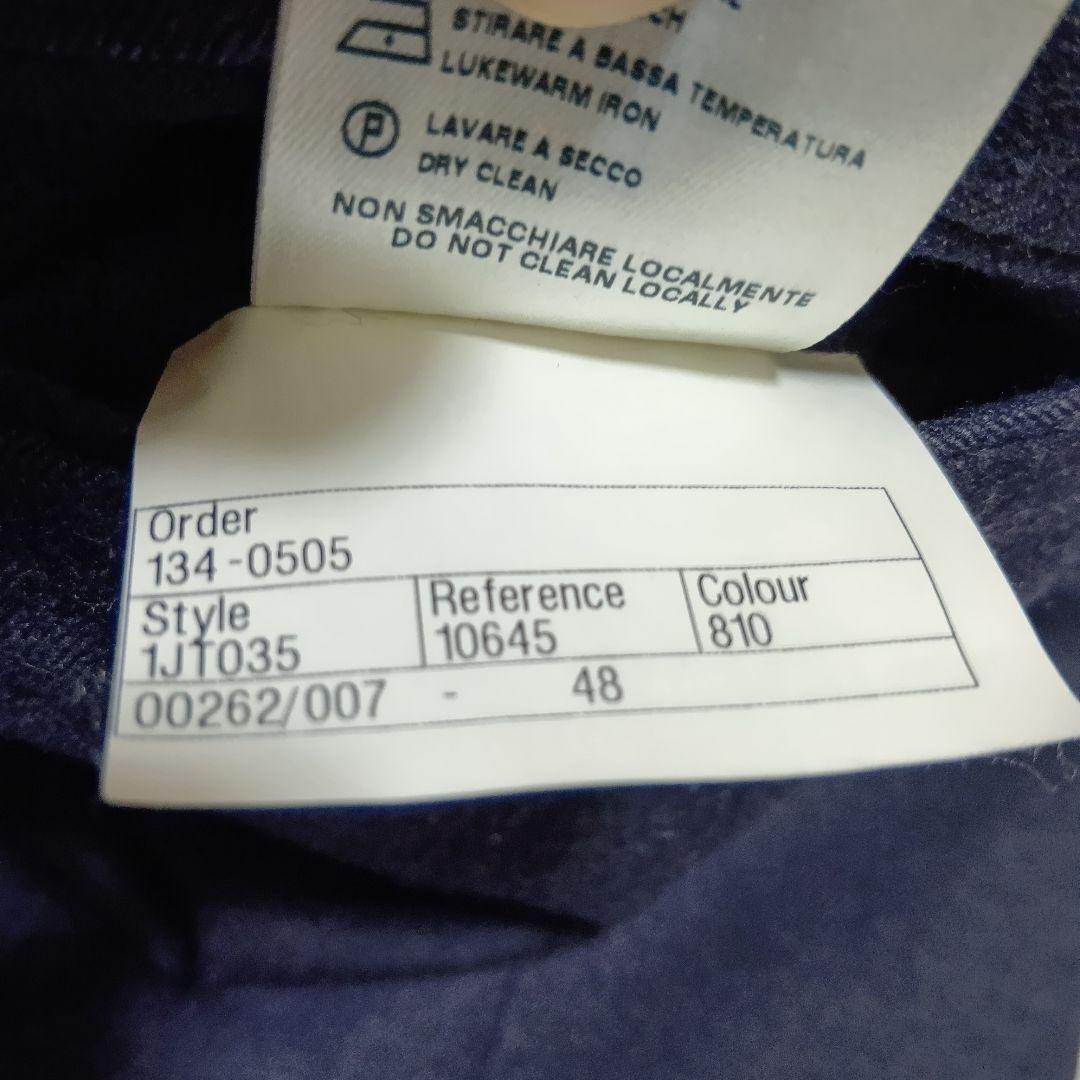 STIRARE A BASSA TEMPERATURA
LUKEWARM IRON
P LAVARE A SECCO
DRY CLEAN
NON SMACCHIARE LOCALMENTE
DO NOT CLEAN LOCALLY
Order
134-0505
Style Reference Colour
1JT035 10645 810
00262/007 - 48